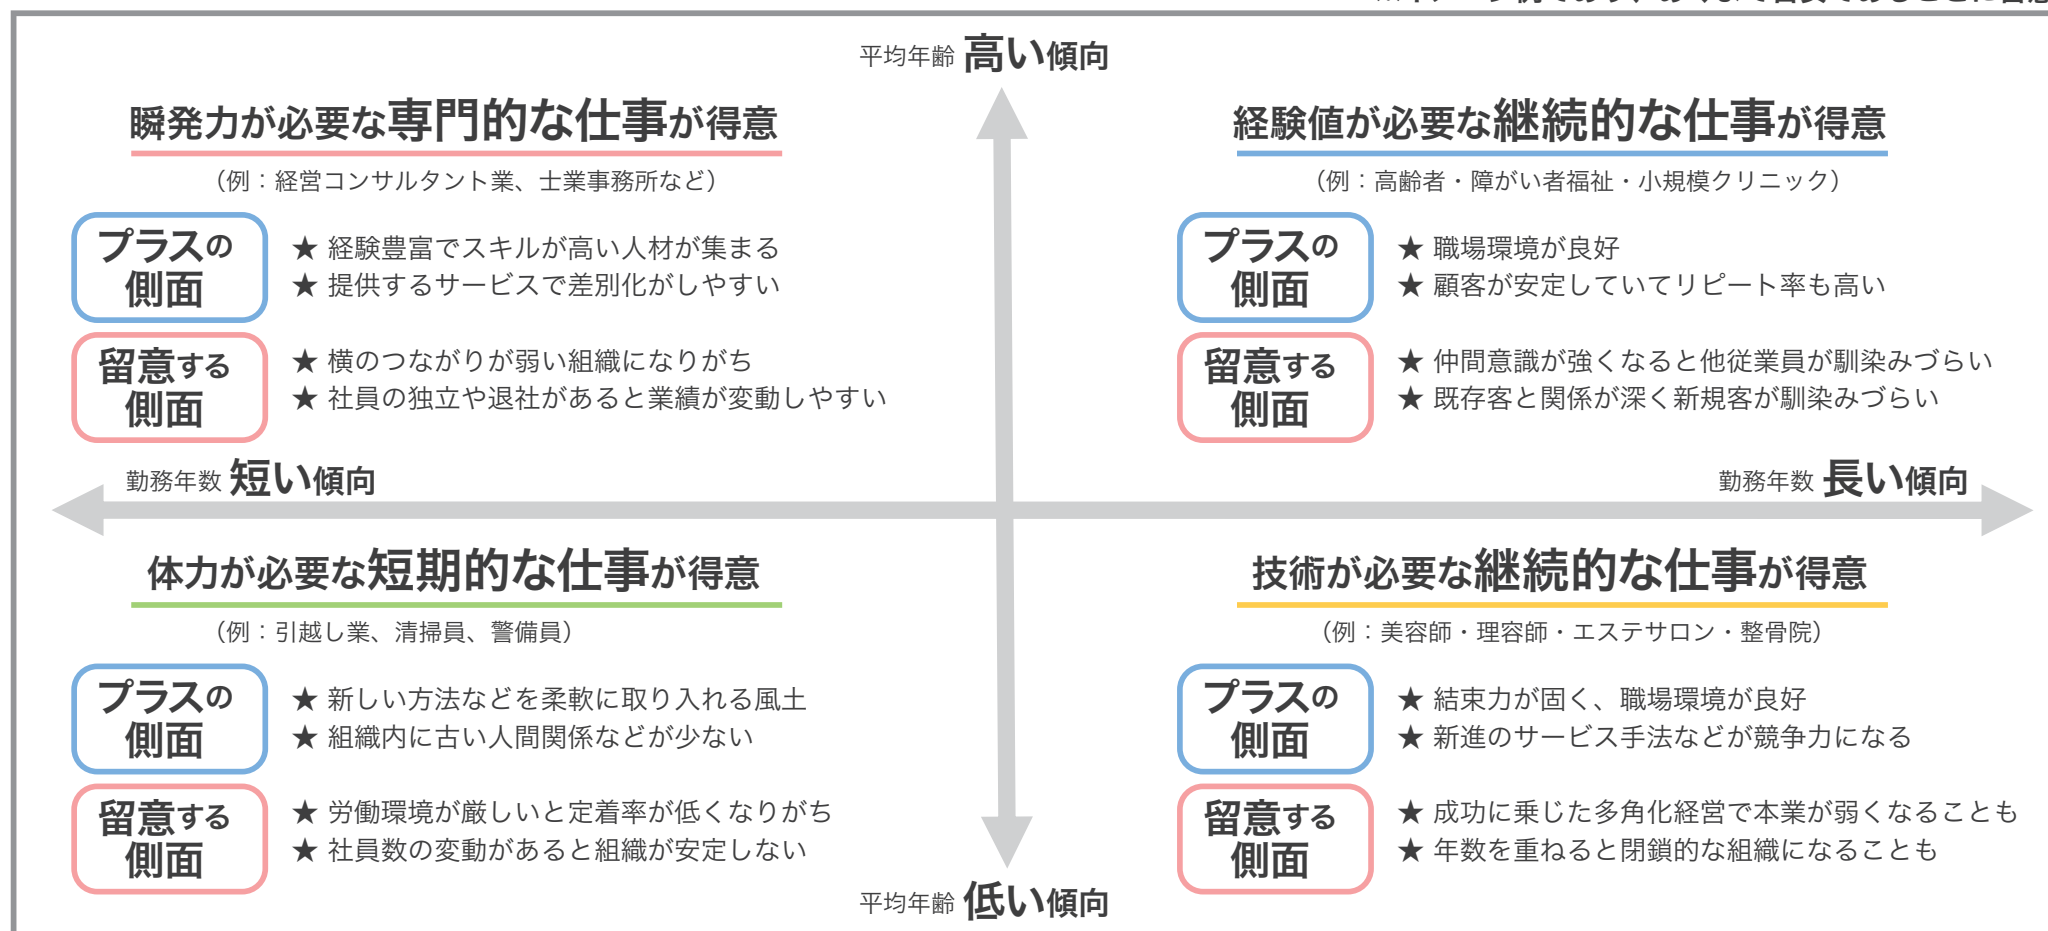 平均年齢 高い傾向
瞬発力が必要な専門的な仕事が得意
（例：経営コンサルタント業、士業事務所など）
プラスの
側面
★ 経験豊富でスキルが高い人材が集まる
★ 提供するサービスで差別化がしやすい
留意する
側面
★ 横のつながりが弱い組織になりがち
★ 社員の独立や退社があると業績が変動しやすい
経験値が必要な継続的な仕事が得意
（例：高齢者・障がい者福祉・小規模クリニック）
プラスの
側面
★ 職場環境が良好
★ 顧客が安定していてリピート率も高い
留意する
側面
★ 仲間意識が強くなると他従業員が馴染みづらい
★ 既存客と関係が深く新規客が馴染みづらい
勤務年数 短い傾向
勤務年数 長い傾向
体力が必要な短期的な仕事が得意
（例：引越し業、清掃員、警備員）
プラスの
側面
★ 新しい方法などを柔軟に取り入れる風土
★ 組織内に古い人間関係などが少ない
留意する
側面
★ 労働環境が厳しいと定着率が低くなりがち
★ 社員数の変動があると組織が安定しない
技術が必要な継続的な仕事が得意
（例：美容師・理容師・エステサロン・整骨院）
プラスの
側面
★ 結束力が固く、職場環境が良好
★ 新進のサービス手法などが競争力になる
留意する
側面
★ 成功に乗じた多角化経営で本業が弱くなることも
★ 年数を重ねると閉鎖的な組織になることも
平均年齢 低い傾向